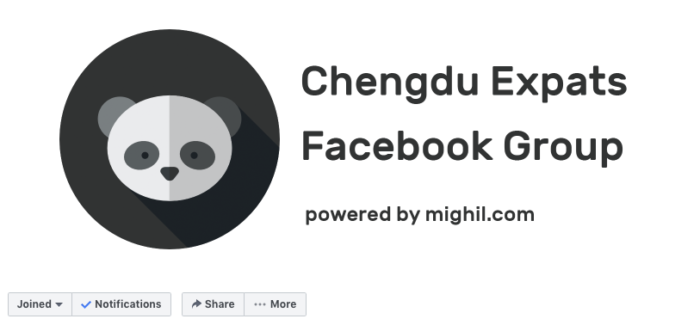 Chengdu Expats
Facebook Group
powered by mighil.com
Joined Notifications Share More